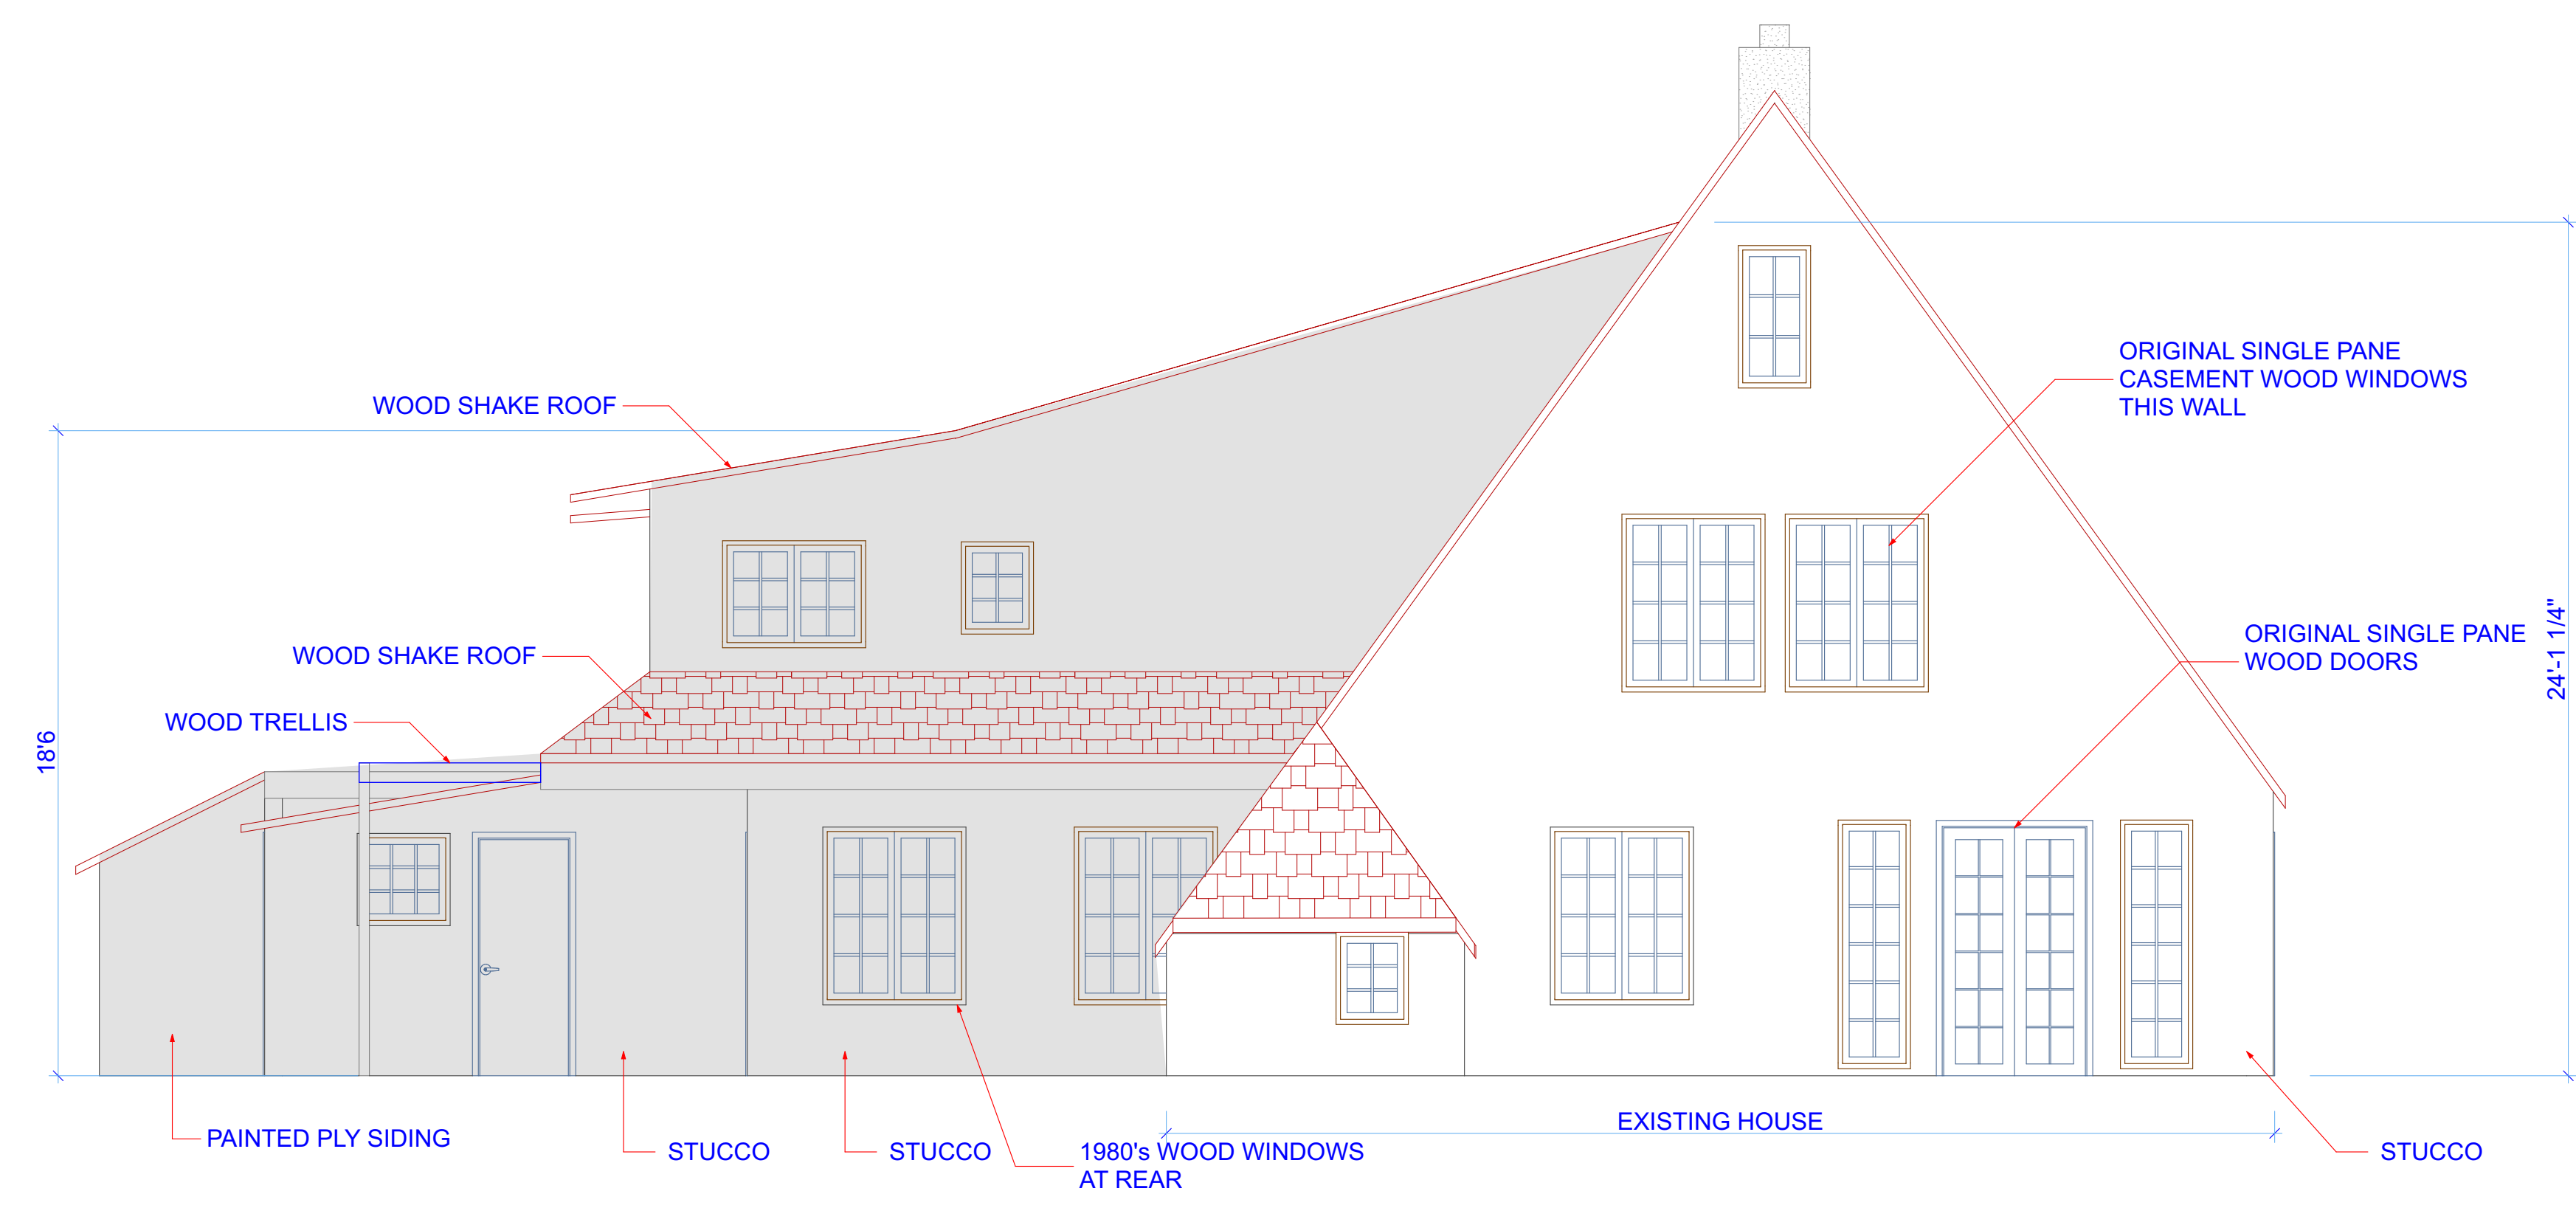 ORIGINAL SINGLE PANE
CASEMENT WOOD WINDOWS
THIS WALL
WOOD SHAKE ROOF
ORIGINAL SINGLE PANE
WOOD DOORS
24'-1 1/4"
WOOD SHAKE ROOF
WOOD TRELLIS
18'6
EXISTING HOUSE
PAINTED PLY SIDING
STUCCO
STUCCO
1980's WOOD WINDOWS
AT REAR
STUCCO